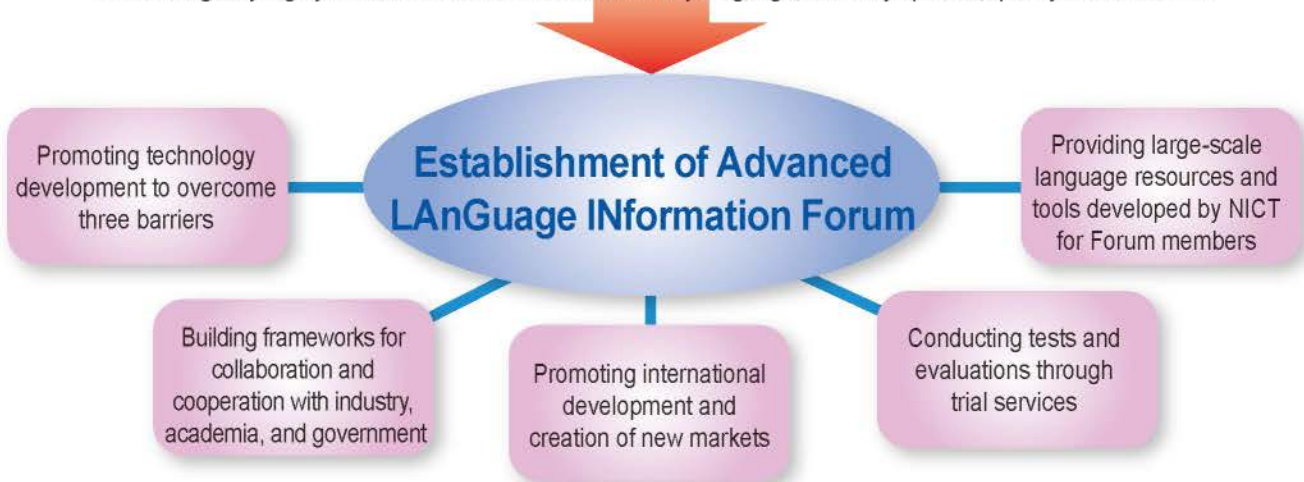 Establishment of Advanced
LAnGuage INformation Forum
Promoting technology
development to overcome
three barriers
Building frameworks for
collaboration and
cooperation with industry,
academia, and government
Promoting international
development and
creation of new markets
Conducting tests and
evaluations through
trial services
Providing large-scale
language resources and
tools developed by NICT
for Forum members